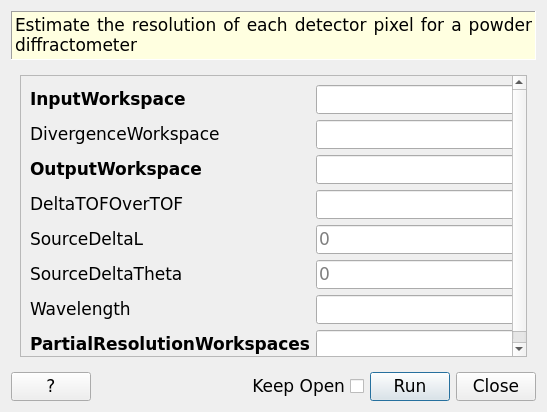 Estimate the resolution of each detector pixel for a powder
diffractometer
InputWorkspace
DivergenceWorkspace
OutputWorkspace
DeltaTOFOverTOF
SourceDeltaL 0
SourceDeltaTheta 0
Wavelength
PartialResolutionWorkspaces
? Keep Open Run Close